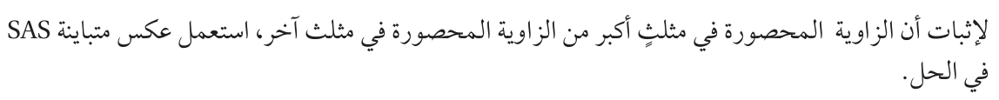 لإثبات أن الزاوية المحصورة في مثلثٍ أكبر من الزاوية المحصورة في مثلث آخر، استعمل عكس متباينة SAS
في الحل.